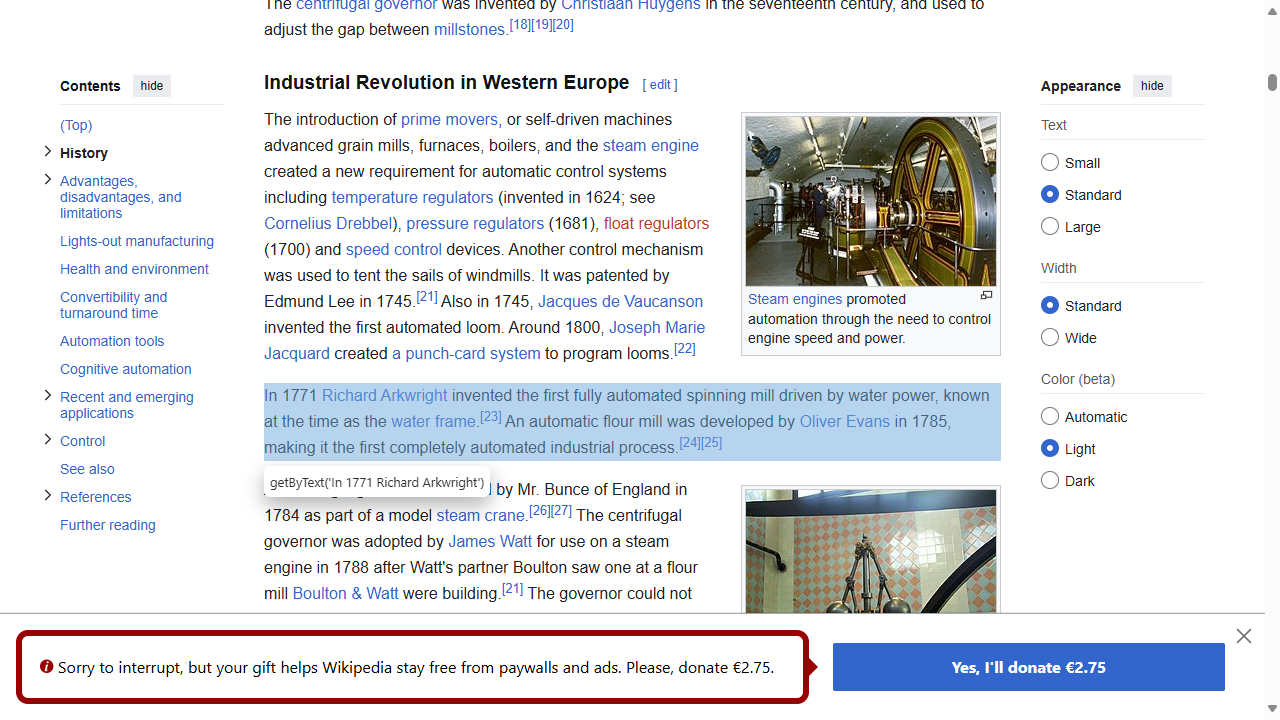 The centrifugal governor was invented by Christiaan Huygens in the seventeenth century, and used to
adjust the gap between millstones.[18][19][20]
Contents hide
(Top)
History
Advantages,
disadvantages, and
limitations
Lights-out manufacturing
Health and environment
Convertibility and
turnaround time
Automation tools
Cognitive automation
Recent and emerging
applications
Control
See also
References
Further reading
Industrial Revolution in Western Europe [ edit ]
The introduction of prime movers, or self-driven machines
advanced grain mills, furnaces, boilers, and the steam engine
created a new requirement for automatic control systems
including temperature regulators (invented in 1624; see
Cornelius Drebbel), pressure regulators (1681), float regulators
(1700) and speed control devices. Another control mechanism
was used to tent the sails of windmills. It was patented by
Edmund Lee in 1745.[21] Also in 1745, Jacques de Vaucanson
invented the first automated loom. Around 1800, Joseph Marie
Jacquard created a punch-card system to program looms.[22]
Steam engines promoted
automation through the need to control
engine speed and power.
In 1771 Richard Arkwright invented the first fully automated spinning mill driven by water power, known
at the time as the water frame.[23] An automatic flour mill was developed by Oliver Evans in 1785,
making it the first completely automated industrial process.[24][25]
getByText('In 1771 Richard Arkwright')
by Mr. Bunce of England in
1784 as part of a model steam crane.[26][27] The centrifugal
governor was adopted by James Watt for use on a steam
engine in 1788 after Watt's partner Boulton saw one at a flour
mill Boulton & Watt were building.[21] The governor could not
Appearance hide
Text
Small
Standard
Large
Width
Standard
Wide
Color (beta)
Automatic
Light
Dark
Sorry to interrupt, but your gift helps Wikipedia stay free from paywalls and ads. Please, donate €2.75.
Yes, I'll donate €2.75